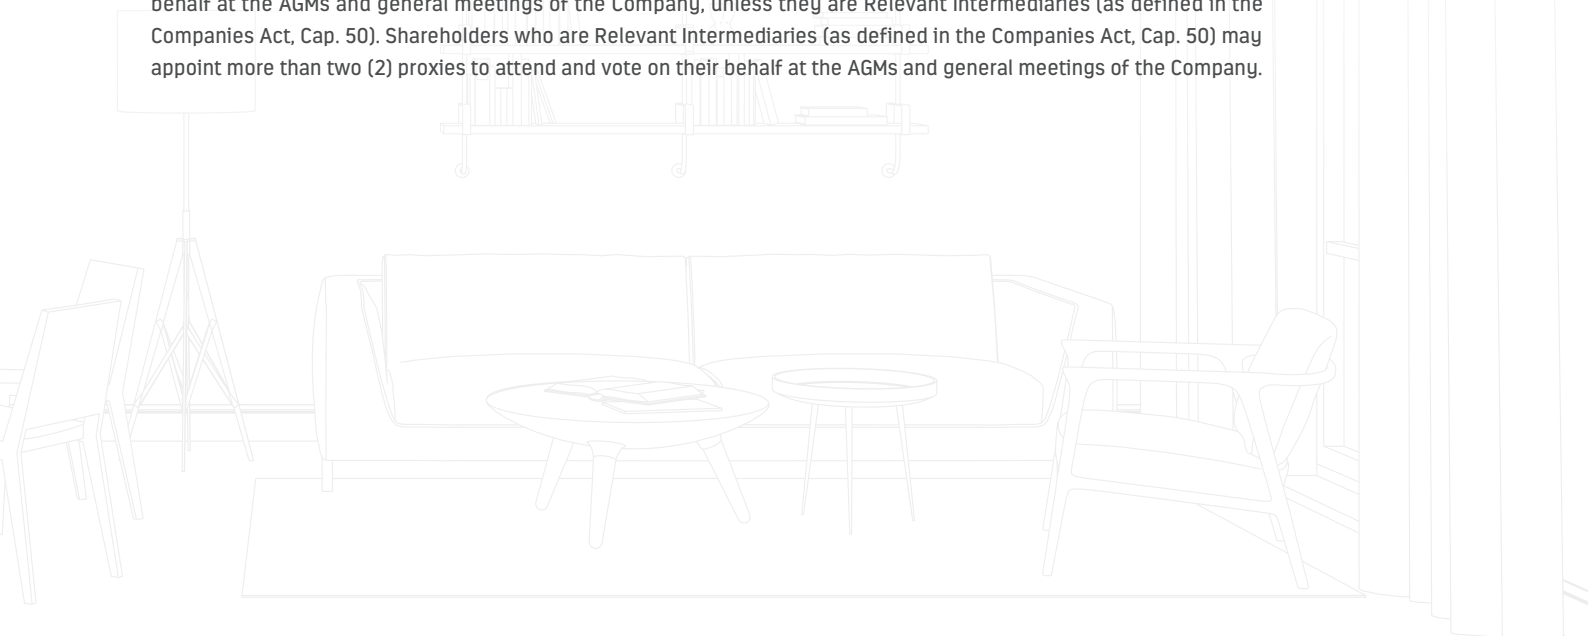 behalf at the AGMs and general meetings of the Company, unless they are Relevant Intermediaries (as defined in the
Companies Act, Cap. 50). Shareholders who are Relevant Intermediaries (as defined in the Companies Act, Cap. 50) may
appoint more than two (2) proxies to attend and vote on their behalf at the AGMs and general meetings of the Company.